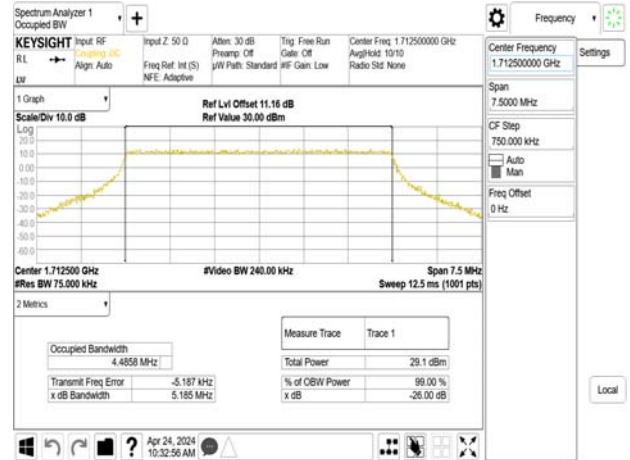 Spectrum Analyzer 1
Occupied BW
+
Frequency
KEYSIGHT
Input: RF
Coupling: DC
Align: Auto
Input Z: 50 Ω
Freq Ref: Int (S)
NFE: Adaptive
Atten: 30 dB
Preamp: Off
µW Path: Standard
Trig: Free Run
Gate: Off
#IF Gain: Low
Center Freq: 1.712500000 GHz
Avg|Hold: 10/10
Radio Std: None
RL
Center Frequency
1.712500000 GHz
Settings
Span
7.5000 MHz
CF Step
750.000 kHz
Auto
Man
Freq Offset
0 Hz
Local
1 Graph
Scale/Div 10.0 dB
Ref Lvl Offset 11.16 dB
Ref Value 30.00 dBm
Log
20.0
10.0
0.00
-10.0
-20.0
-30.0
-40.0
-50.0
-60.0
Center 1.712500 GHz
#Res BW 75.000 kHz
#Video BW 240.00 kHz
Span 7.5 MHz
Sweep 12.5 ms (1001 pts)
2 Metrics
Measure Trace Trace 1
Occupied Bandwidth
4.4858 MHz
Total Power 29.1 dBm
Transmit Freq Error -5.187 kHz
% of OBW Power 99.00 %
x dB Bandwidth 5.185 MHz
x dB -26.00 dB
?
Apr 24, 2024
10:32:56 AM